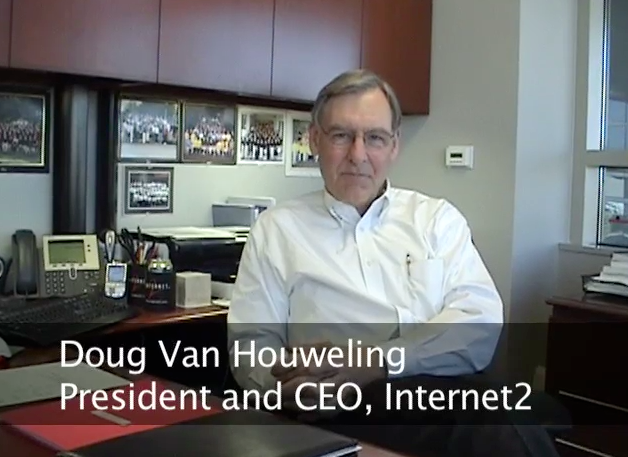 Doug Van Houweling
President and CEO, Internet2